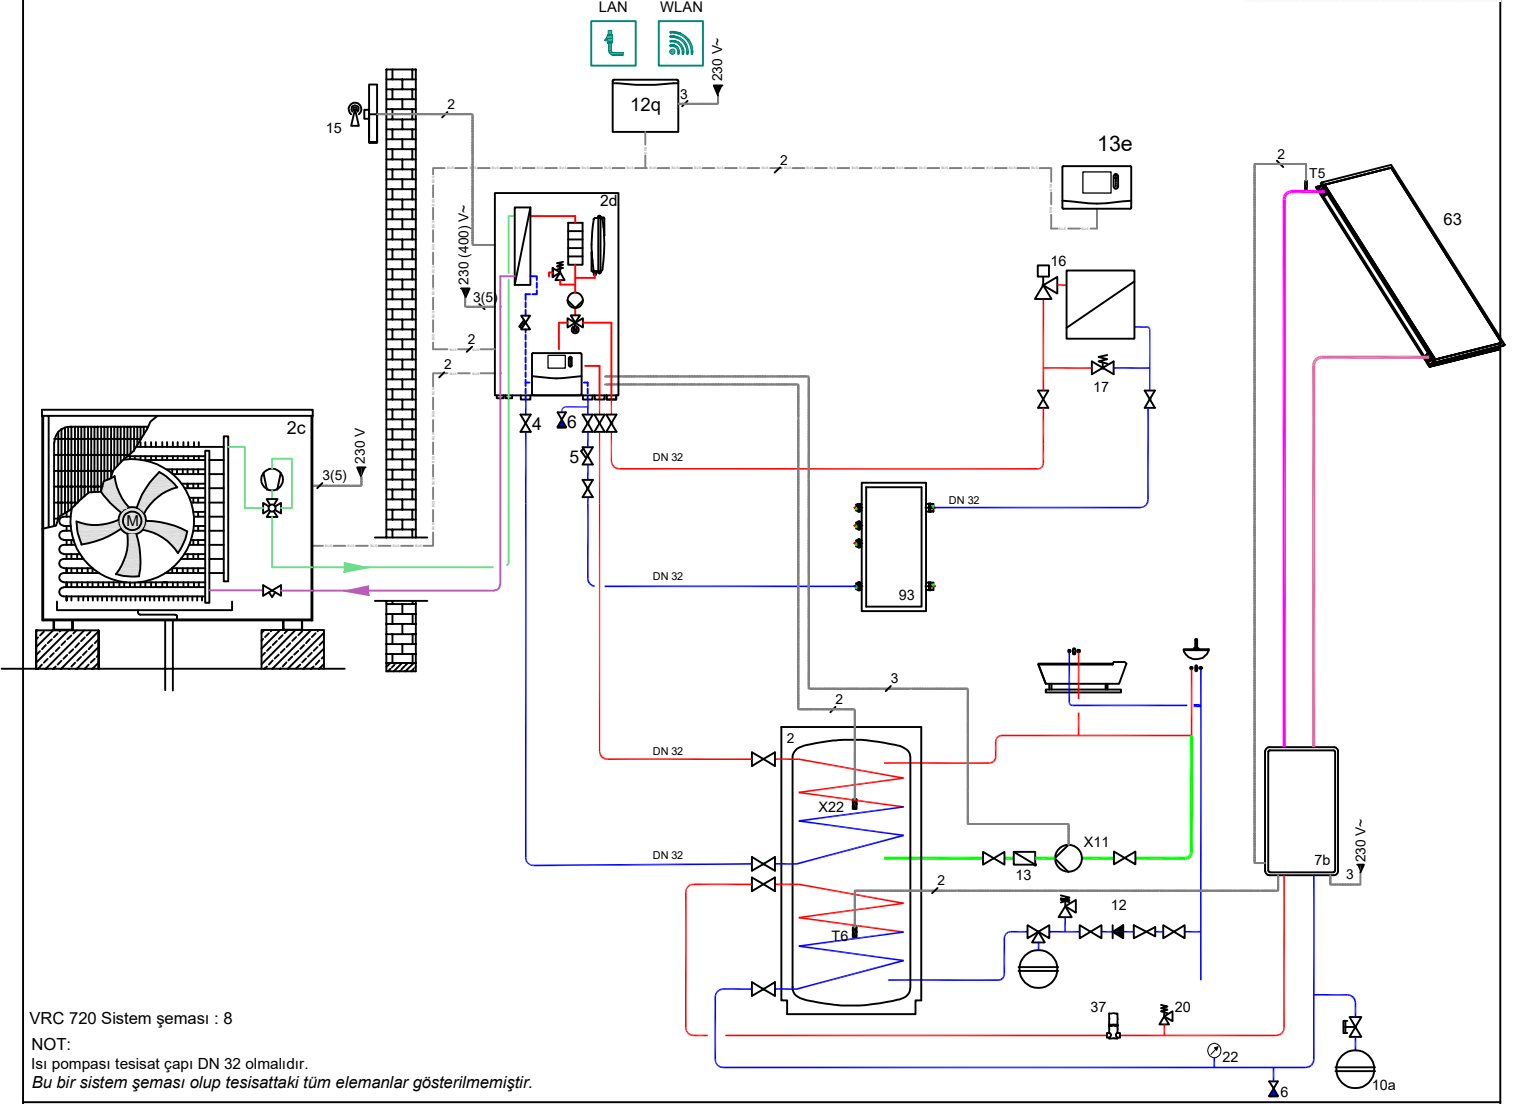 LAN WLAN
230 V~
12q
3
2
15
13e
2
2
T5
63
2d
230 (400) V~
3(5)
16
2
2
17
2c
230 V
3(5)
4
6
5
DN 32
M
DN 32
DN 32
93
3
2
2
DN 32
X22
X11
13
DN 32
7b
230 V~
3
2
T6
12
37
20
22
10a
6
VRC 720 Sistem şeması : 8
NOT:
Isı pompası tesisat çapı DN 32 olmalıdır.
Bu bir sistem şeması olup tesisattaki tüm elemanlar gösterilmemiştir.